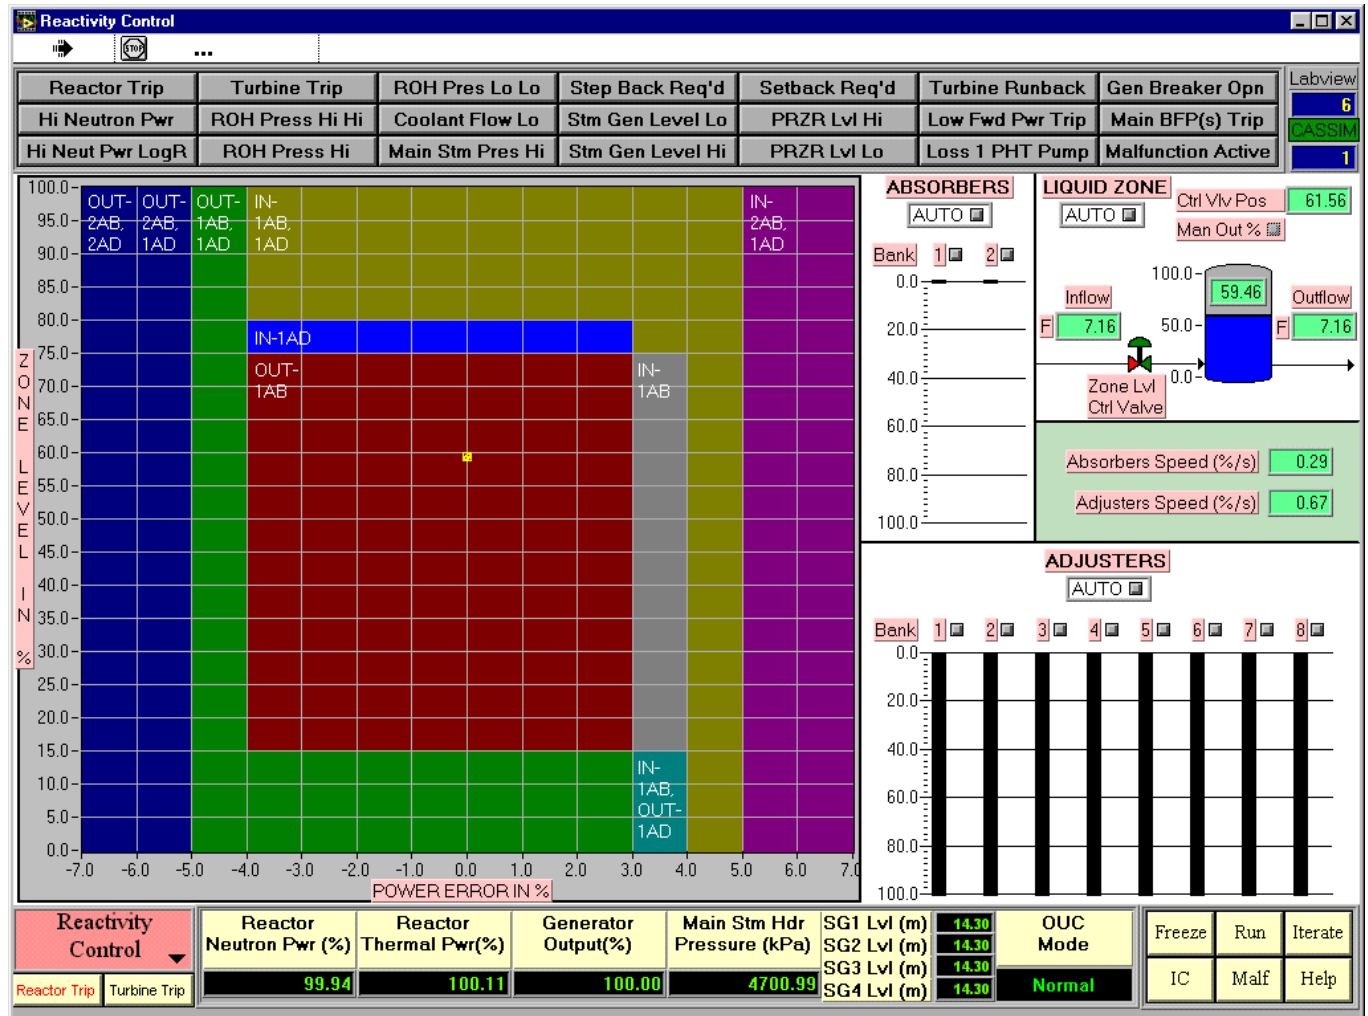 Reactivity Control
STOP
...
Reactor Trip
Turbine Trip
ROH Pres Lo Lo
Step Back Req'd
Setback Req'd
Turbine Runback
Gen Breaker Opn
Labview
6
Hi Neutron Pwr
ROH Press Hi Hi
Coolant Flow Lo
Stm Gen Level Lo
PRZR Lvl Hi
Low Fwd Pwr Trip
Main BFP(s) Trip
CASSIM
Hi Neut Pwr LogR
ROH Press Hi
Main Stm Pres Hi
Stm Gen Level Hi
PRZR Lvl Lo
Loss 1 PHT Pump
Malfunction Active
1
ZONE LEVEL IN %
100.0
95.0
90.0
85.0
80.0
75.0
70.0
65.0
60.0
55.0
50.0
45.0
40.0
35.0
30.0
25.0
20.0
15.0
10.0
5.0
0.0
OUT-
2AB,
2AD
OUT-
2AB,
1AD
OUT-
1AB,
1AD
IN-
1AB,
1AD
IN-
2AB,
1AD
IN-1AD
OUT-
1AB
IN-
1AB
IN-
1AB,
OUT-
1AD
-7.0 -6.0 -5.0 -4.0 -3.0 -2.0 -1.0 0.0 1.0 2.0 3.0 4.0 5.0 6.0 7.0
POWER ERROR IN %
ABSORBERS
AUTO
Bank 1 2
0.0
20.0
40.0
60.0
80.0
100.0
LIQUID ZONE
AUTO
Ctrl Vlv Pos 61.56
Man Out %
100.0
50.0
0.0
59.46
Inflow
F 7.16
Outflow
F 7.16
Zone Lvl
Ctrl Valve
Absorbers Speed (%/s) 0.29
Adjusters Speed (%/s) 0.67
ADJUSTERS
AUTO
Bank 1 2 3 4 5 6 7 8
0.0
20.0
40.0
60.0
80.0
100.0
Reactivity
Control
Reactor Trip
Turbine Trip
Reactor
Neutron Pwr (%)
99.94
Reactor
Thermal Pwr(%)
100.11
Generator
Output(%)
100.00
Main Stm Hdr
Pressure (kPa)
4700.99
SG1 Lvl (m) 14.30
SG2 Lvl (m) 14.30
SG3 Lvl (m) 14.30
SG4 Lvl (m) 14.30
OUC
Mode
Normal
Freeze
Run
Iterate
IC
Malf
Help